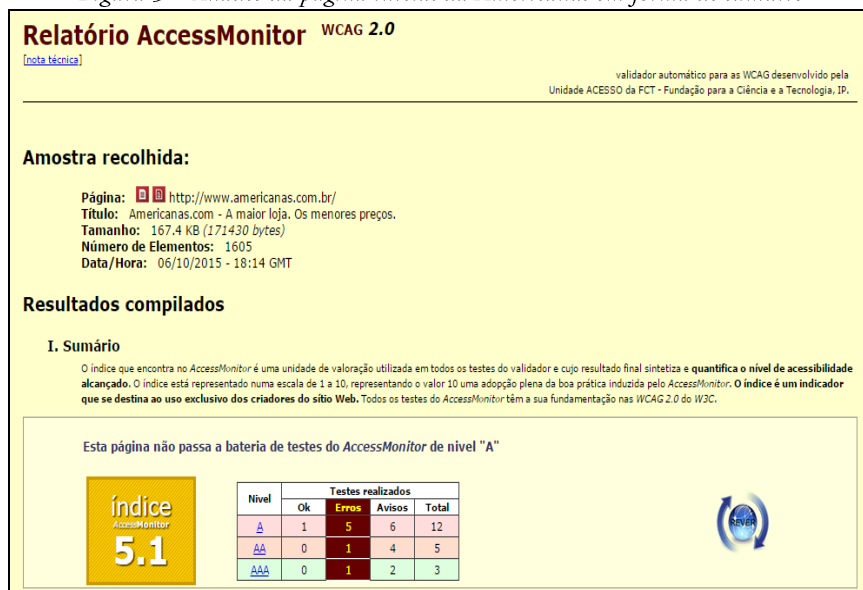 Relatório AccessMonitor WCAG 2.0
[nota técnica]
validador automático para as WCAG desenvolvido pela
Unidade ACESSO da FCT - Fundação para a Ciência e a Tecnologia, IP.
Amostra recolhida:
Página: http://www.americanas.com.br/
Título: Americanas.com - A maior loja. Os menores preços.
Tamanho: 167.4 KB (171430 bytes)
Número de Elementos: 1605
Data/Hora: 06/10/2015 - 18:14 GMT
Resultados compilados
I. Sumário
O índice que encontra no AccessMonitor é uma unidade de valoração utilizada em todos os testes do validador e cujo resultado final sintetiza e quantifica o nível de acessibilidade
alcançado. O índice está representado numa escala de 1 a 10, representando o valor 10 uma adopção plena da boa prática induzida pelo AccessMonitor. O índice é um indicador
que se destina ao uso exclusivo dos criadores do sítio Web. Todos os testes do AccessMonitor têm a sua fundamentação nas WCAG 2.0 do W3C.
Esta página não passa a bateria de testes do AccessMonitor de nível "A"
índice
AccessMonitor
5.1
Nível Testes realizados
Ok Erros Avisos Total
A 1 5 6 12
AA 0 1 4 5
AAA 0 1 2 3
REVER